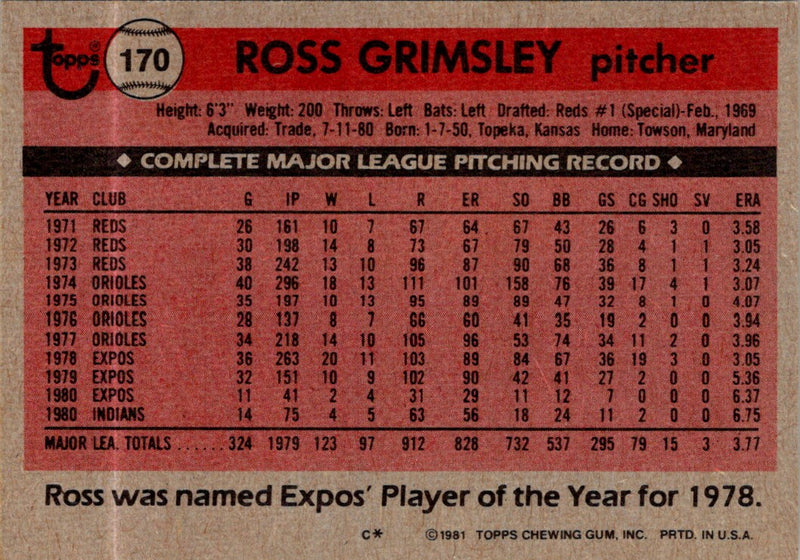 Topps® 170 ROSS GRIMSLEY pitcher
Height: 6'3" Weight: 200 Throws: Left Bats: Left Drafted: Reds #1 (Special)-Feb., 1969
Acquired: Trade, 7-11-80 Born: 1-7-50, Topeka, Kansas Home: Towson, Maryland
◆ COMPLETE MAJOR LEAGUE PITCHING RECORD ◆
YEAR CLUB G IP W L R ER SO BB GS CG SHO SV ERA
1971 REDS 26 161 10 7 67 64 67 43 26 6 3 0 3.58
1972 REDS 30 198 14 8 73 67 79 50 28 4 1 1 3.05
1973 REDS 38 242 13 10 96 87 90 68 36 8 1 1 3.24
1974 ORIOLES 40 296 18 13 111 101 158 76 39 17 4 1 3.07
1975 ORIOLES 35 197 10 13 95 89 89 47 32 8 1 0 4.07
1976 ORIOLES 28 137 8 7 66 60 41 35 19 2 0 0 3.94
1977 ORIOLES 34 218 14 10 105 96 53 74 34 11 2 0 3.96
1978 EXPOS 36 263 20 11 103 89 84 67 36 19 3 0 3.05
1979 EXPOS 32 151 10 9 102 90 42 41 27 2 0 0 5.36
1980 EXPOS 11 41 2 4 31 29 11 12 7 0 0 0 6.37
1980 INDIANS 14 75 4 5 63 56 18 24 11 2 0 0 6.75
MAJOR LEA. TOTALS ...... 324 1979 123 97 912 828 732 537 295 79 15 3 3.77
Ross was named Expos' Player of the Year for 1978.
C* ©1981 TOPPS CHEWING GUM, INC. PRTD. IN U.S.A.